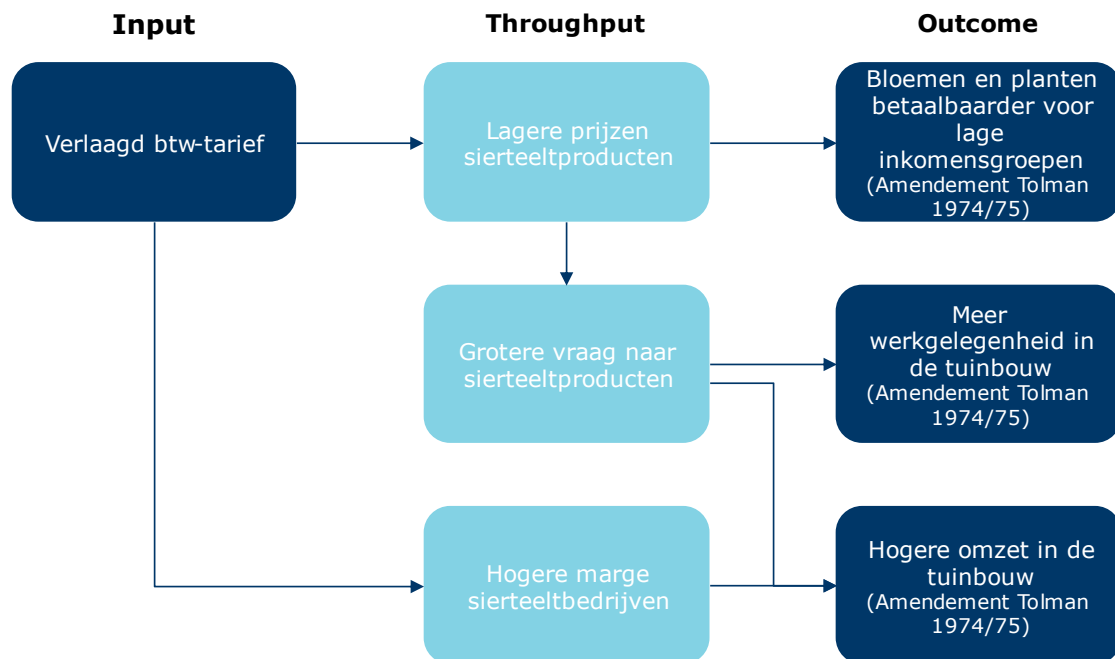 Input
Throughput
Outcome
Verlaagd btw-tarief
Lagere prijzen
sierteeltproducten
Bloemen en planten
betaalbaarder voor
lage
inkomensgroepen
(Amendement Tolman
1974/75)
Grotere vraag naar
sierteeltproducten
Meer
werkgelegenheid in
de tuinbouw
(Amendement Tolman
1974/75)
Hogere marge
sierteeltbedrijven
Hogere omzet in de
tuinbouw
(Amendement Tolman
1974/75)